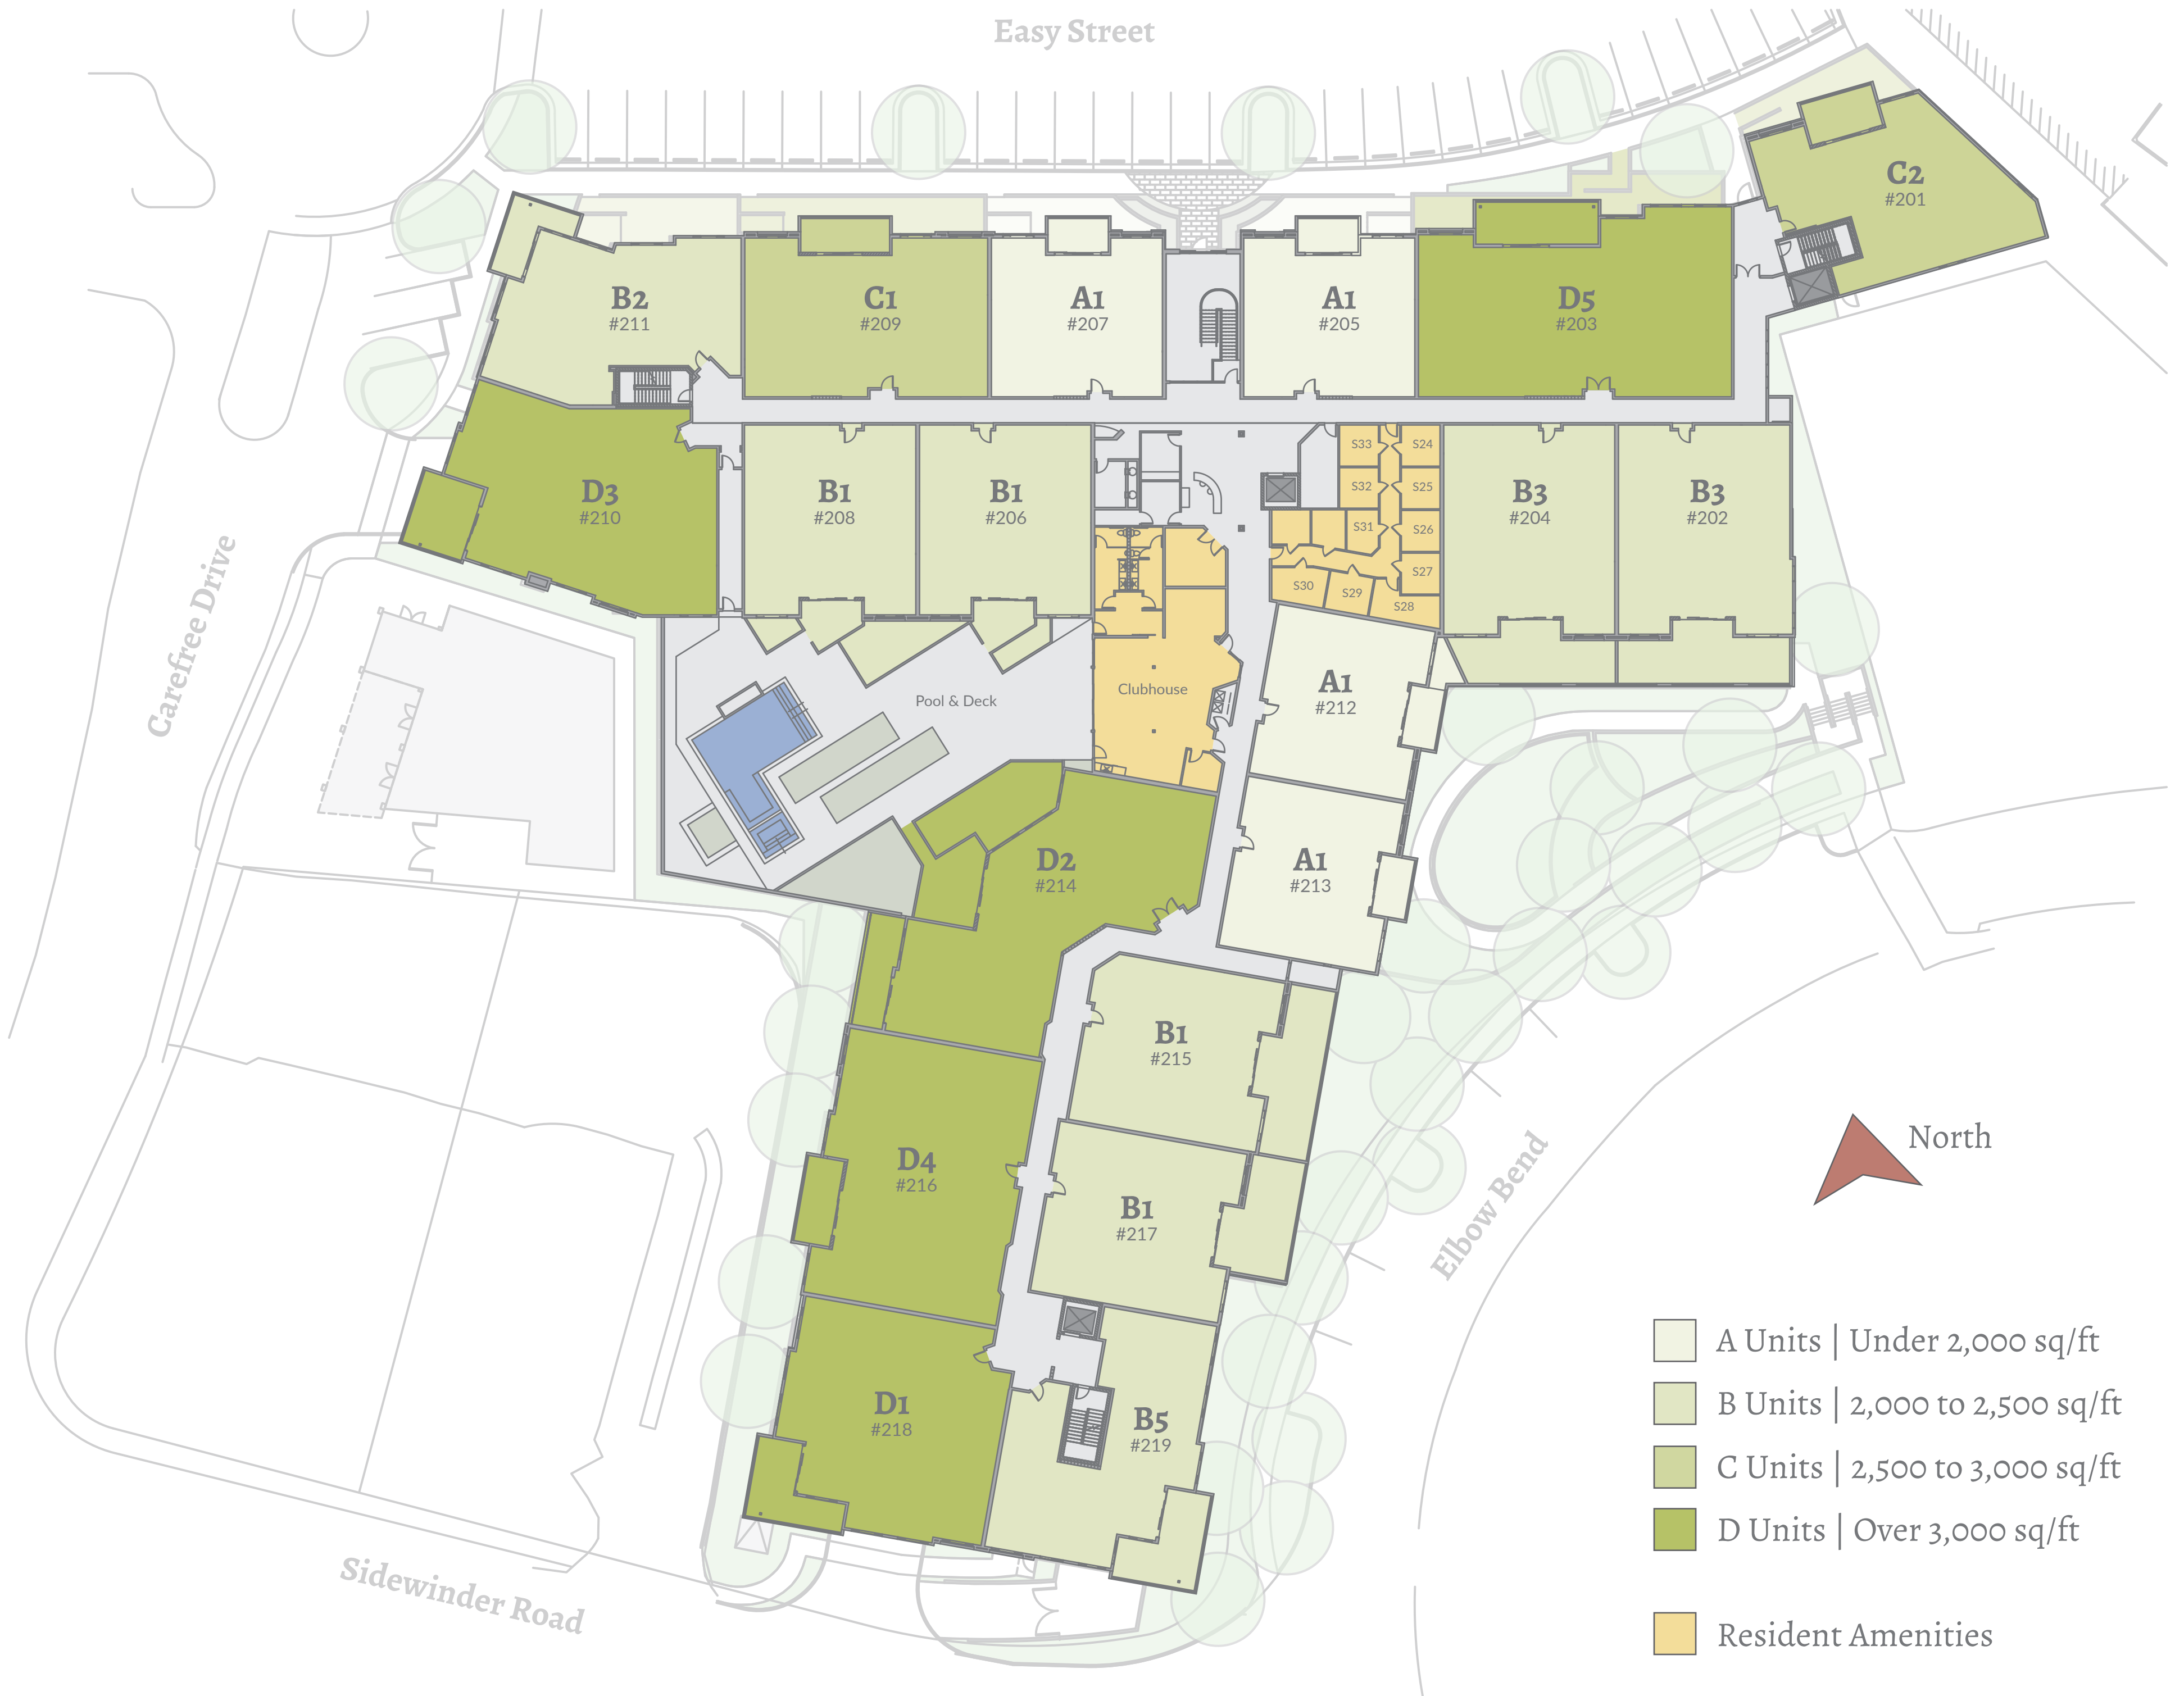 Easy Street
C2
#201
B2
#211
C1
#209
A1
#207
A1
#205
D5
#203
D3
#210
B1
#208
B1
#206
S33
S24
S32
S25
S31
S26
S27
S30
S29
S28
B3
#204
B3
#202
Carefree Drive
Pool & Deck
Clubhouse
A1
#212
D2
#214
A1
#213
B1
#215
D4
#216
B1
#217
D1
#218
B5
#219
Elbow Bend
Sidewinder Road
North
A Units | Under 2,000 sq/ft
B Units | 2,000 to 2,500 sq/ft
C Units | 2,500 to 3,000 sq/ft
D Units | Over 3,000 sq/ft
Resident Amenities